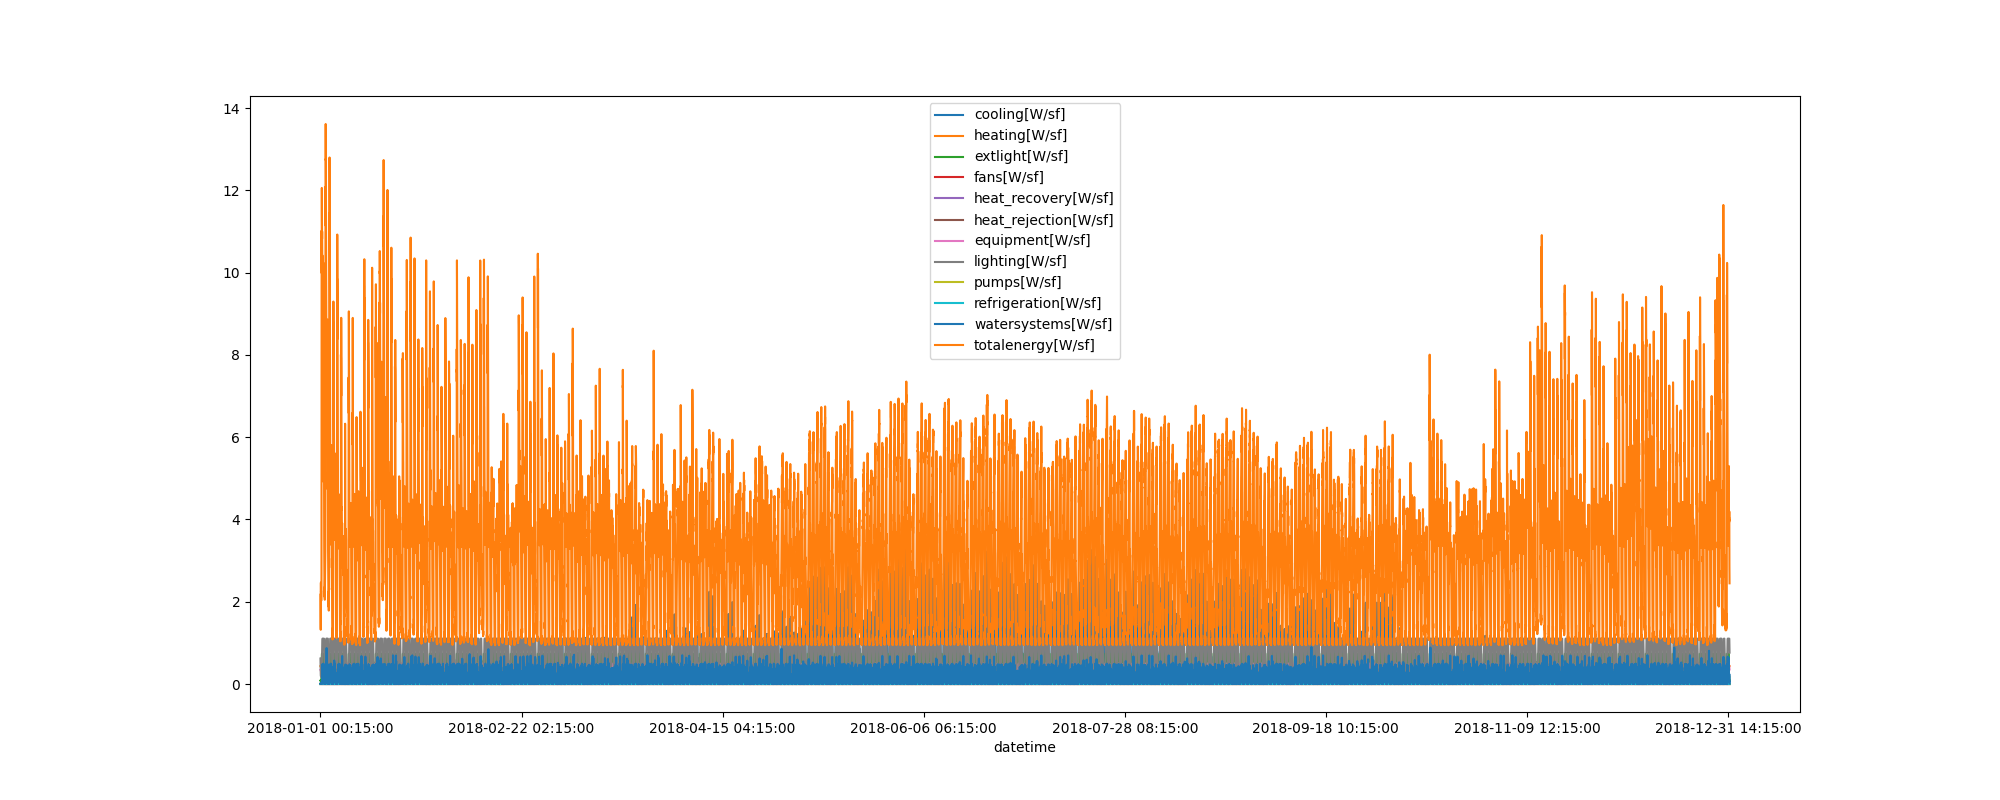 14
12
10
8
6
4
2
0
cooling[W/sf]
heating[W/sf]
extlight[W/sf]
fans[W/sf]
heat_recovery[W/sf]
heat_rejection[W/sf]
equipment[W/sf]
lighting[W/sf]
pumps[W/sf]
refrigeration[W/sf]
watersystems[W/sf]
totalenergy[W/sf]
2018-01-01 00:15:00 2018-02-22 02:15:00 2018-04-15 04:15:00 2018-06-06 06:15:00 2018-07-28 08:15:00 2018-09-18 10:15:00 2018-11-09 12:15:00 2018-12-31 14:15:00
datetime